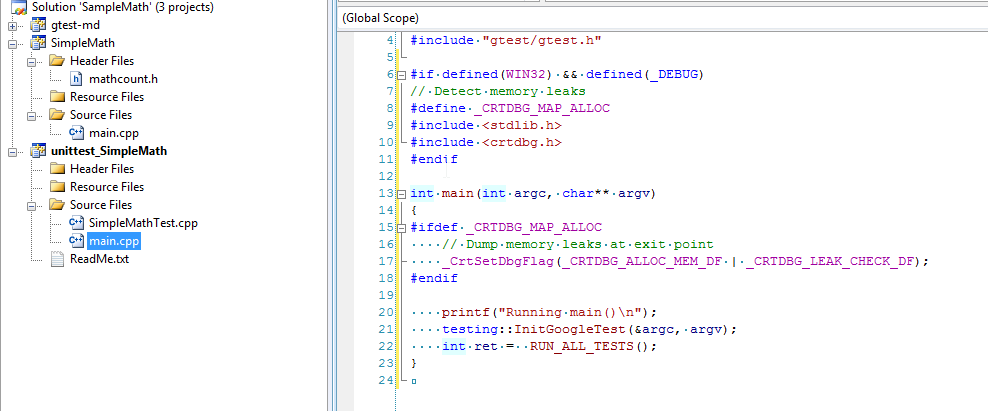 Solution 'SampleMath' (3 projects)
gtest-md
SimpleMath
Header Files
mathcount.h
Resource Files
Source Files
main.cpp
unittest_SimpleMath
Header Files
Resource Files
Source Files
SimpleMathTest.cpp
main.cpp
ReadMe.txt
(Global Scope)
4 #include "gtest/gtest.h"
5
6 #if defined(WIN32) && defined(_DEBUG)
7 // Detect memory leaks
8 #define _CRTDBG_MAP_ALLOC
9 #include <stdlib.h>
10 #include <crtdbg.h>
11 #endif
12
13 int main(int argc, char** argv)
14 {
15 #ifdef _CRTDBG_MAP_ALLOC
16     // Dump memory leaks at exit point
17     _CrtSetDbgFlag(_CRTDBG_ALLOC_MEM_DF | _CRTDBG_LEAK_CHECK_DF);
18 #endif
19
20     printf("Running main()\n");
21     testing::InitGoogleTest(&argc, argv);
22     int ret =  RUN_ALL_TESTS();
23 }
24